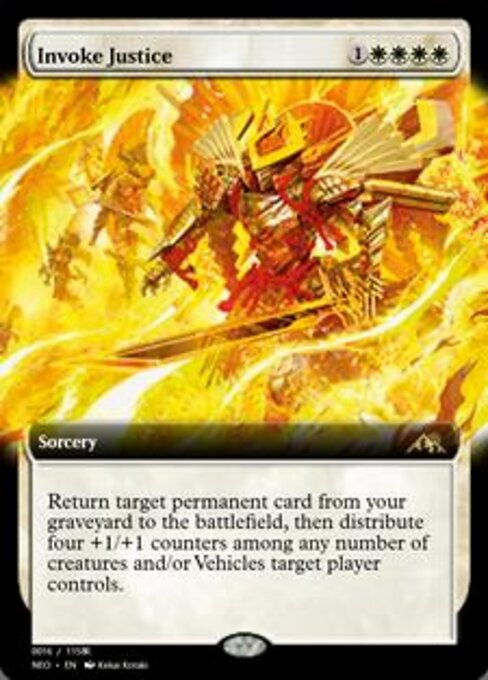 Invoke Justice 1
Sorcery
Return target permanent card from your
graveyard to the battlefield, then distribute
four +1/+1 counters among any number of
creatures and/or Vehicles target player
controls.
NEO • EN